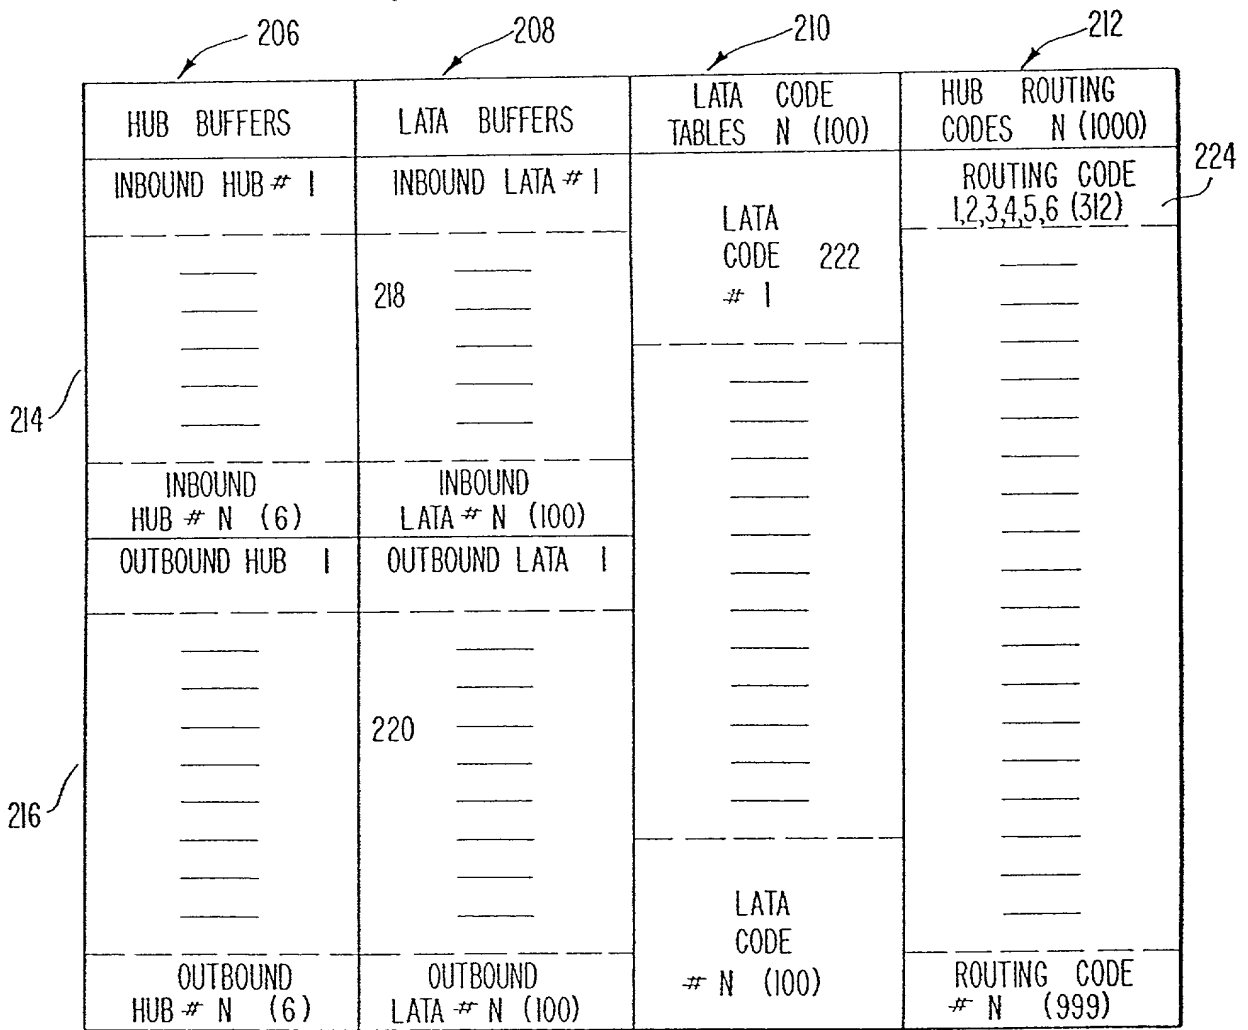 206
208
210
212
HUB BUFFERS
LATA BUFFERS
LATA CODE
TABLES N (100)
HUB ROUTING
CODES N (1000)
INBOUND HUB # 1
INBOUND LATA # 1
LATA
CODE 222
# 1
ROUTING CODE
1,2,3,4,5,6 (312)
224
218
214
INBOUND
HUB # N (6)
INBOUND
LATA # N (100)
OUTBOUND HUB 1
OUTBOUND LATA 1
220
216
OUTBOUND
HUB # N (6)
OUTBOUND
LATA # N (100)
LATA
CODE
# N (100)
ROUTING CODE
# N (999)